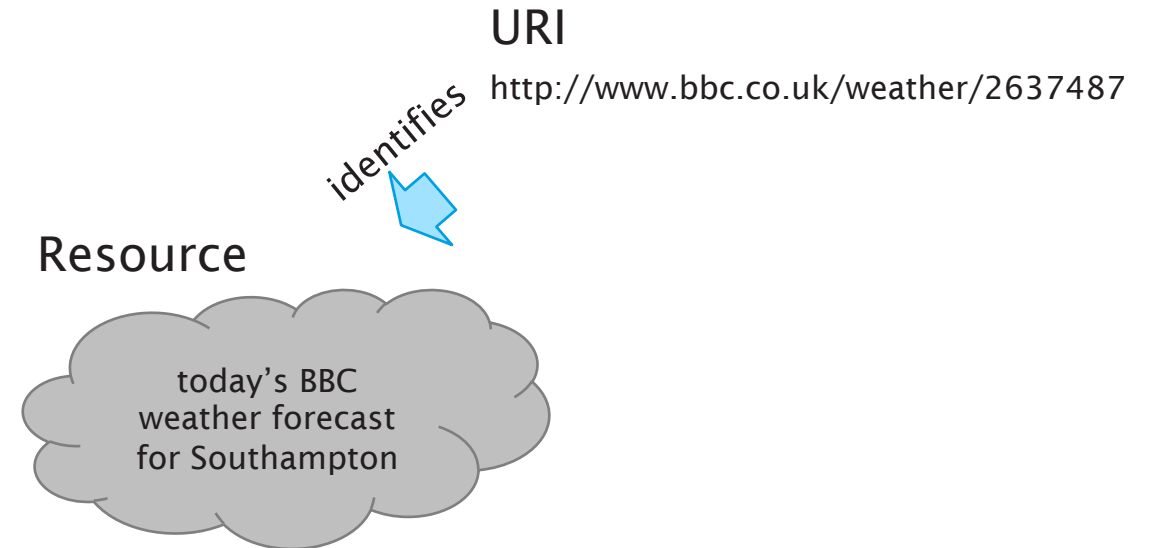 URI
http://www.bbc.co.uk/weather/2637487
identifies
Resource
today’s BBC
weather forecast
for Southampton